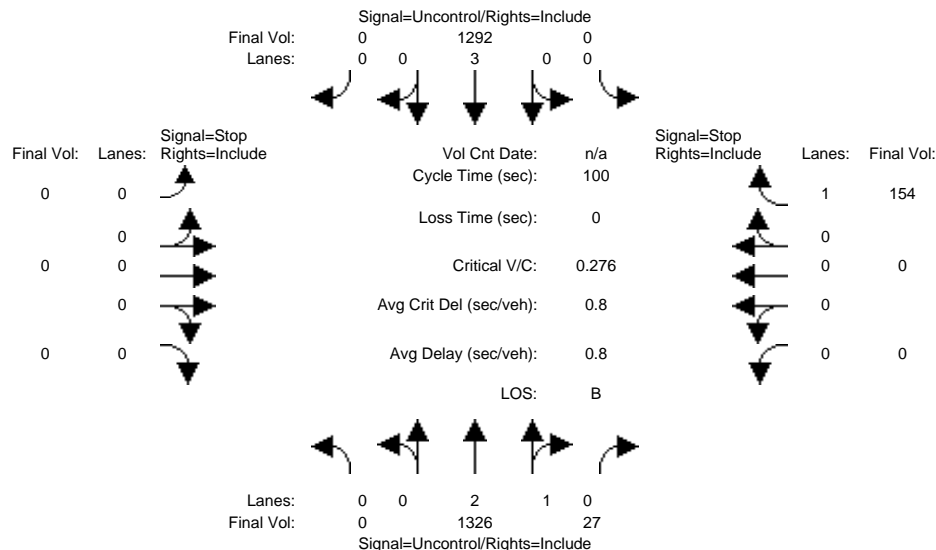 Signal=Uncontrol/Rights=Include
Final Vol: 0 1292 0
Lanes: 0 0 3 0 0
Signal=Stop
Final Vol: Lanes: Rights=Include
Vol Cnt Date: n/a
Signal=Stop
Rights=Include Lanes: Final Vol:
Cycle Time (sec): 100
0 0
1 154
Loss Time (sec): 0
0
0
0 0
Critical V/C: 0.276
0 0
0
Avg Crit Del (sec/veh): 0.8
0
0 0
Avg Delay (sec/veh): 0.8
0 0
LOS: B
Lanes: 0 0 2 1 0
Final Vol: 0 1326 27
Signal=Uncontrol/Rights=Include